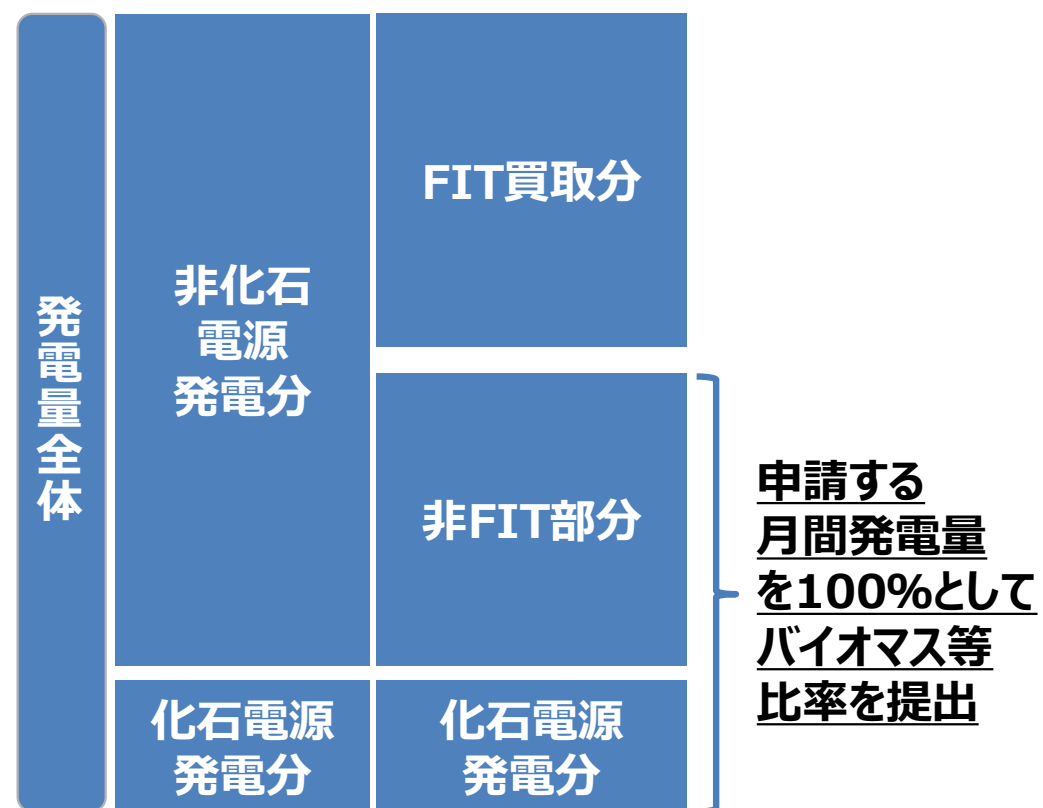 発電量全体
非化石
電源
発電分
FIT買取分
非FIT部分
化石電源
発電分
化石電源
発電分
申請する
月間発電量
を100%として
バイオマス等
比率を提出